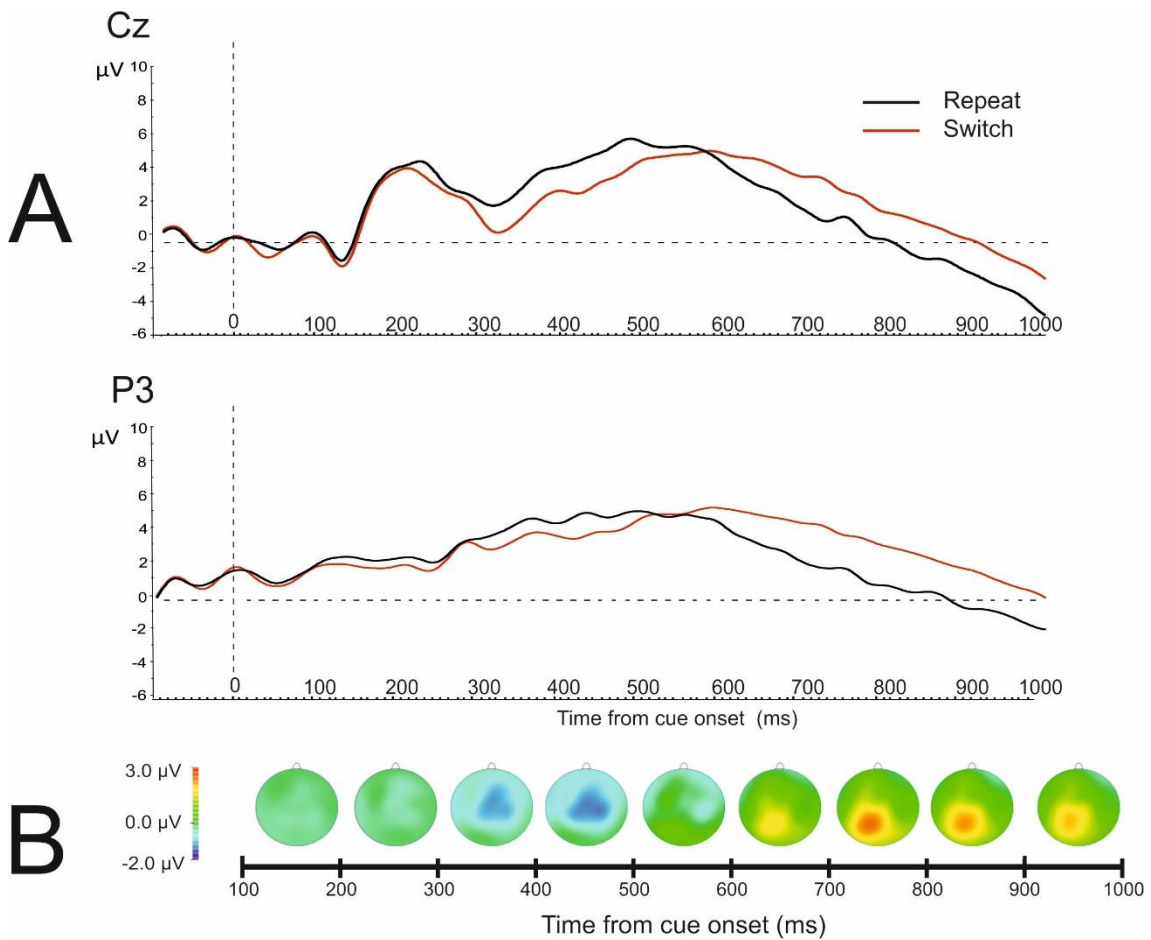 Cz
μV 10
8
6
4
2
0
-2
-4
-6
Repeat
Switch
A
0 100 200 300 400 500 600 700 800 900 1000
P3
μV
10
8
6
4
2
0
-2
-4
-6
0 100 200 300 400 500 600 700 800 900 1000
Time from cue onset (ms)
B
3.0 μV
0.0 μV
-2.0 μV
100 200 300 400 500 600 700 800 900 1000
Time from cue onset (ms)